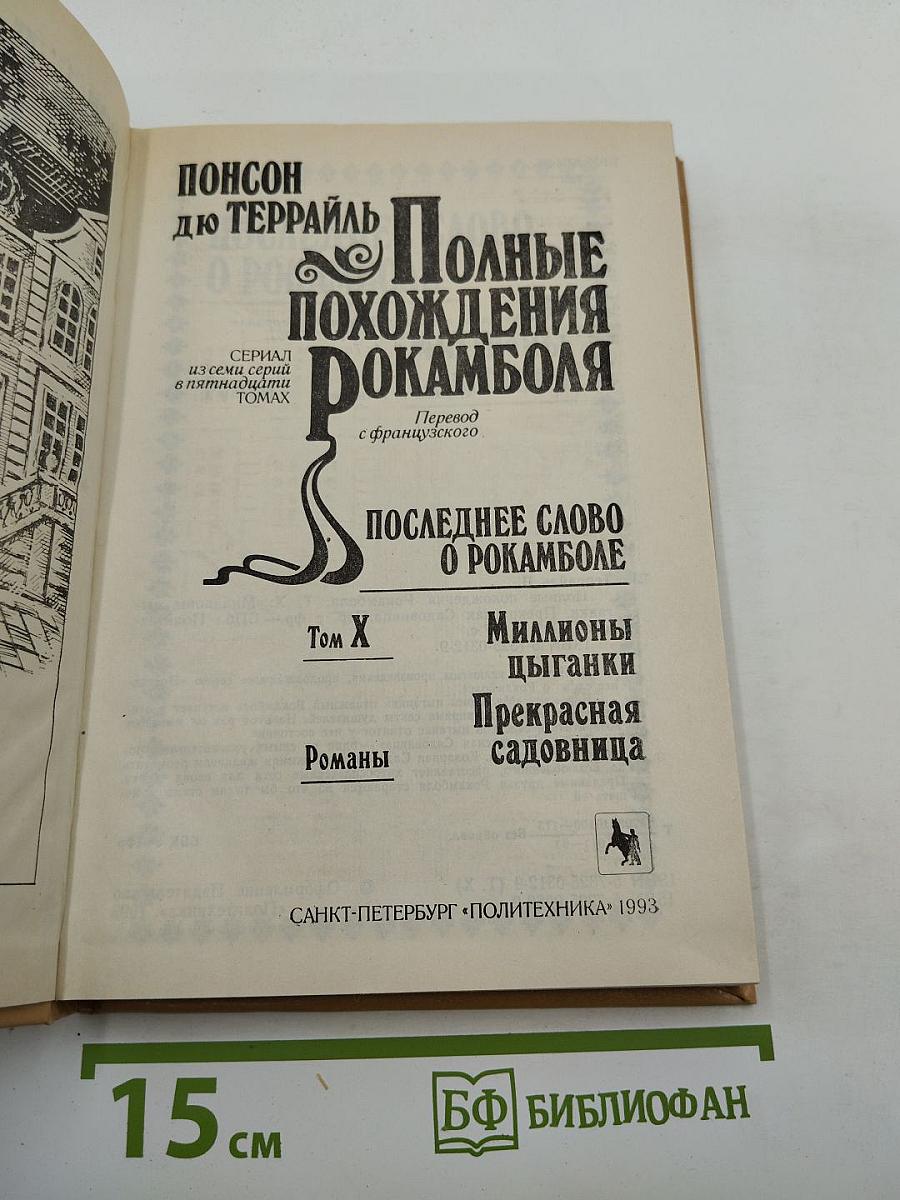 ПОНСОН
дю ТЕРРАЙЛЬ
ПОЛНЫЕ
ПОХОЖДЕНИЯ
РОКАМБОЛЯ
СЕРИАЛ
из семи серий
в пятнадцати
ТОМАХ
Перевод
с французского
ПОСЛЕДНЕЕ СЛОВО
О РОКАМБОЛЕ
Том X
Миллионы
цыганки
Прекрасная
садовница
Романы
САНКТ-ПЕТЕРБУРГ «ПОЛИТЕХНИКА» 1993
15 см
БФ БИБЛИОФАН